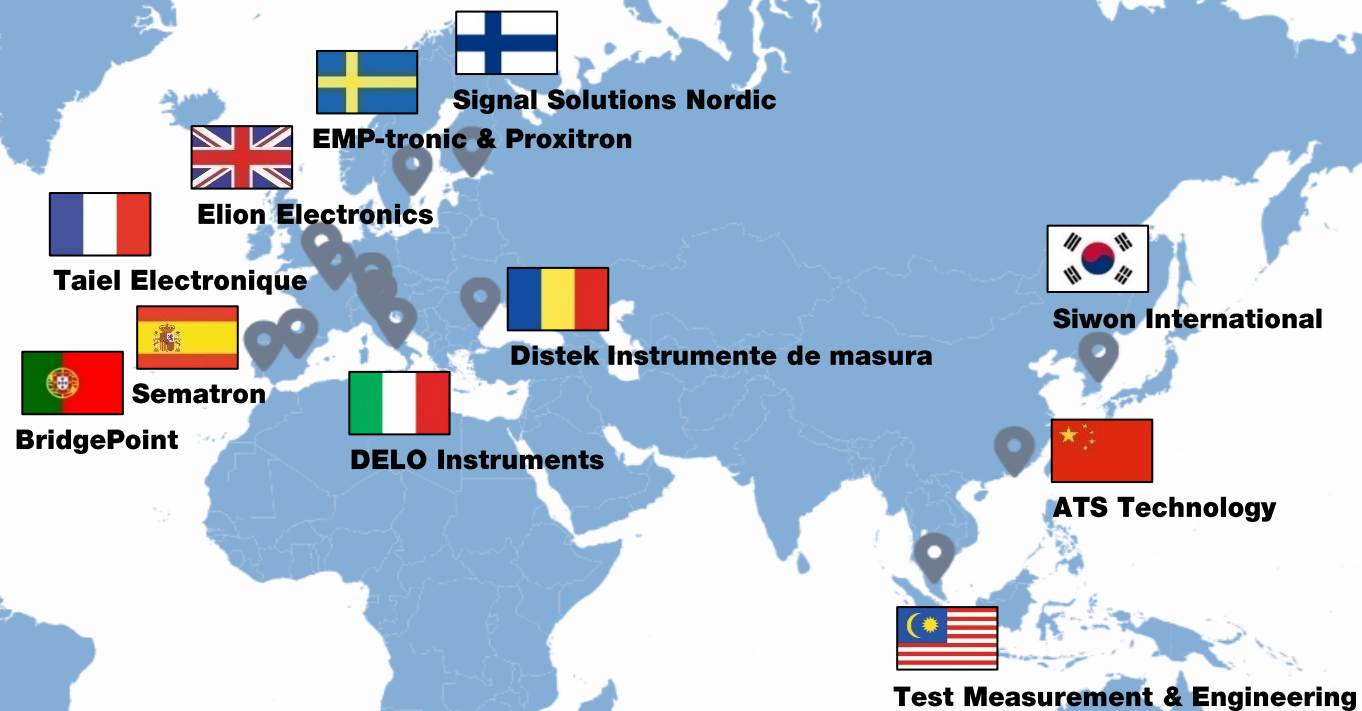 Signal Solutions Nordic
EMP-tronic & Proxitron
Elion Electronics
Taiel Electronique
Siwon International
Distek Instrumente de masura
Sematron
BridgePoint
DELO Instruments
ATS Technology
Test Measurement & Engineering